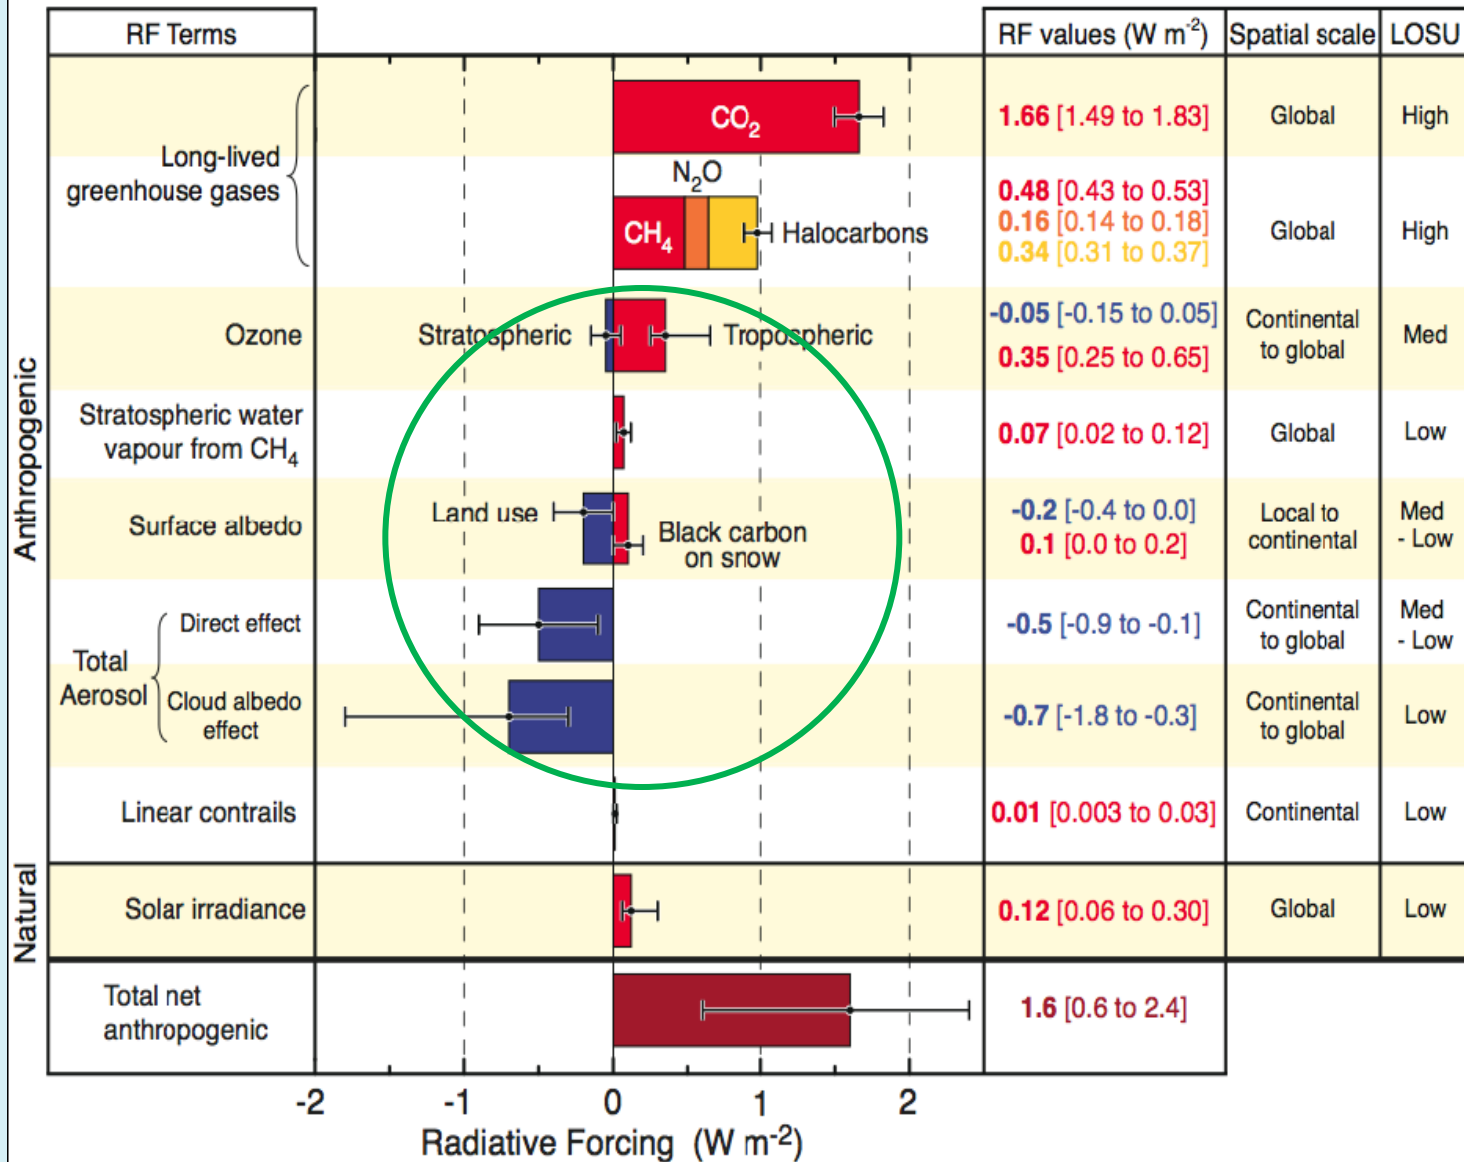 RF Terms
RF values (W m⁻²)
Spatial scale
LOSU
Anthropogenic
Long-lived
greenhouse gases
CO₂
1.66 [1.49 to 1.83]
Global
High
N₂O
CH₄
Halocarbons
0.48 [0.43 to 0.53]
0.16 [0.14 to 0.18]
0.34 [0.31 to 0.37]
Global
High
Ozone
Stratospheric
Tropospheric
-0.05 [-0.15 to 0.05]
0.35 [0.25 to 0.65]
Continental
to global
Med
Stratospheric water
vapour from CH₄
0.07 [0.02 to 0.12]
Global
Low
Surface albedo
Land use
Black carbon
on snow
-0.2 [-0.4 to 0.0]
0.1 [0.0 to 0.2]
Local to
continental
Med
- Low
Total
Aerosol
Direct effect
-0.5 [-0.9 to -0.1]
Continental
to global
Med
- Low
Cloud albedo
effect
-0.7 [-1.8 to -0.3]
Continental
to global
Low
Linear contrails
0.01 [0.003 to 0.03]
Continental
Low
Natural
Solar irradiance
0.12 [0.06 to 0.30]
Global
Low
Total net
anthropogenic
1.6 [0.6 to 2.4]
-2 -1 0 1 2
Radiative Forcing (W m⁻²)